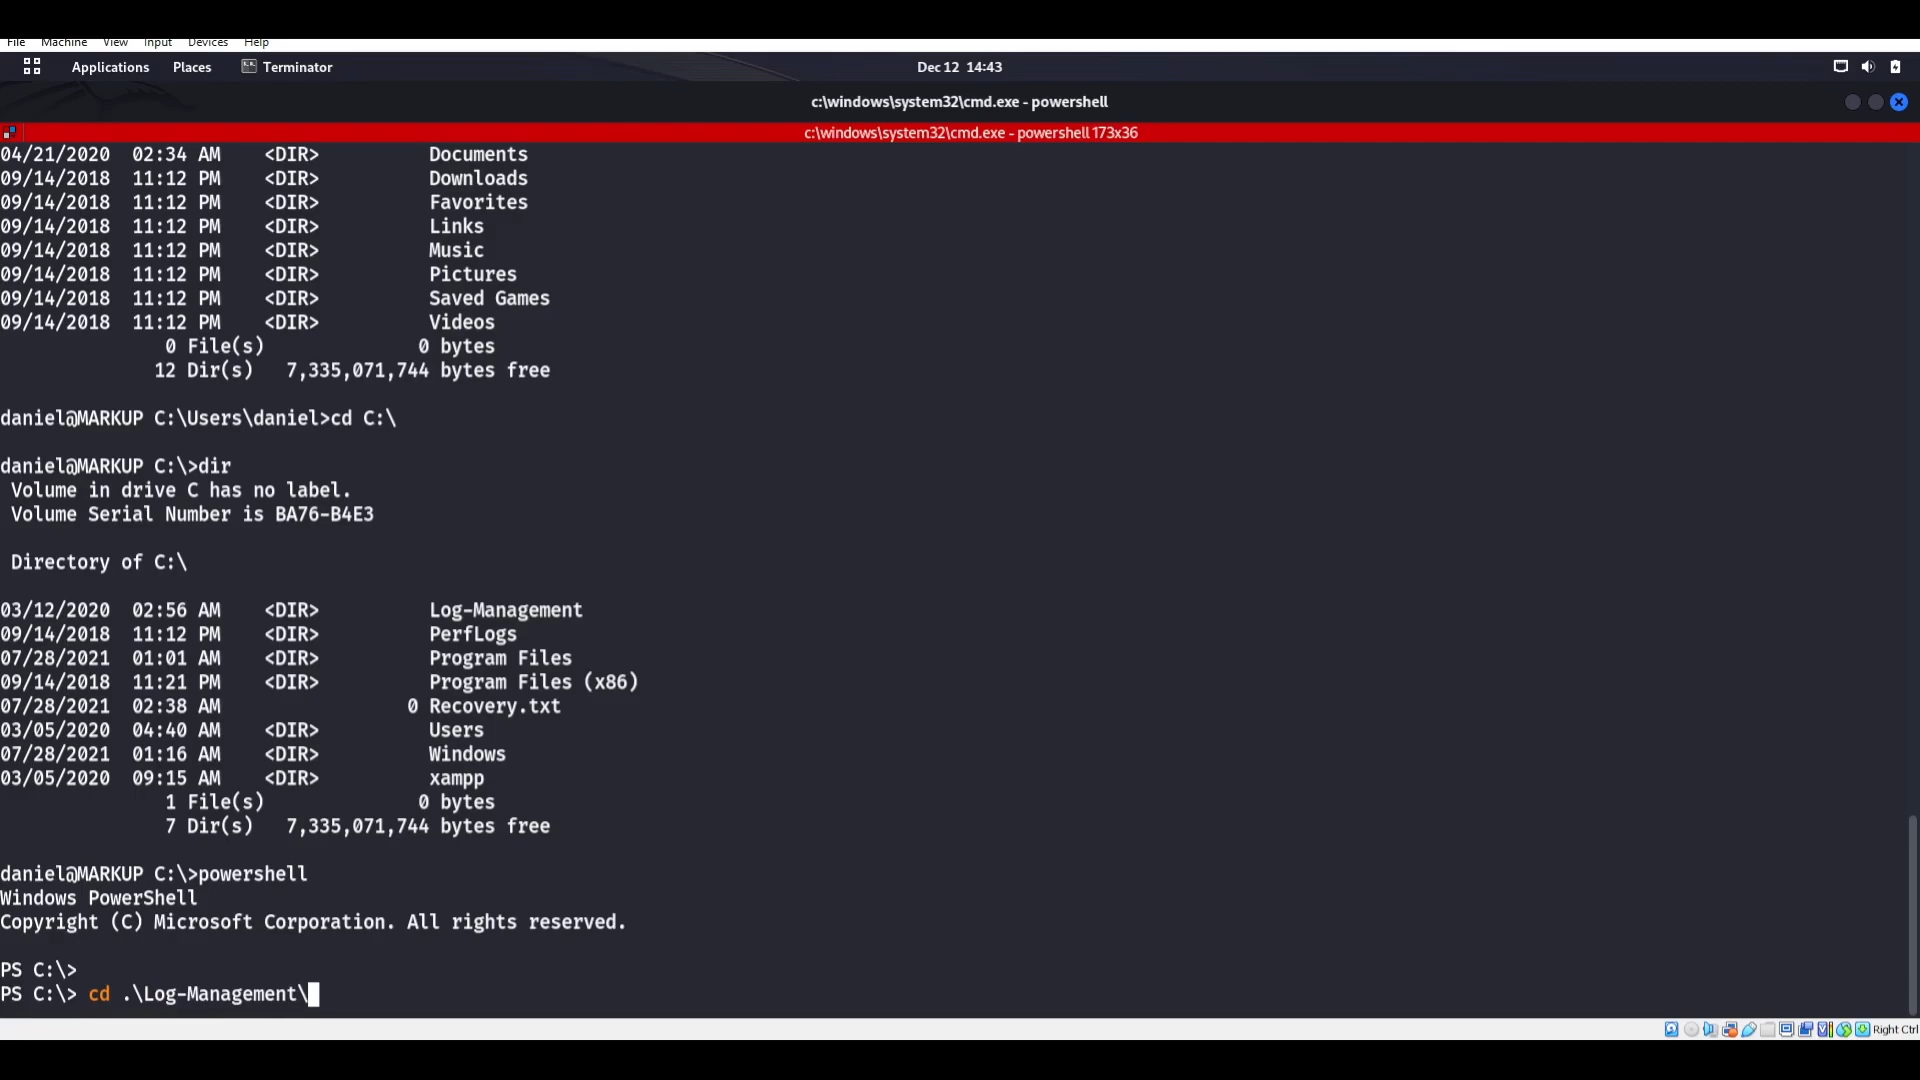 File Machine View Input Devices Help
Applications Places Terminator Dec 12 14:43
c:\windows\system32\cmd.exe - powershell
c:\windows\system32\cmd.exe - powershell 173x36
04/21/2020  02:34 AM    <DIR>          Documents
09/14/2018  11:12 PM    <DIR>          Downloads
09/14/2018  11:12 PM    <DIR>          Favorites
09/14/2018  11:12 PM    <DIR>          Links
09/14/2018  11:12 PM    <DIR>          Music
09/14/2018  11:12 PM    <DIR>          Pictures
09/14/2018  11:12 PM    <DIR>          Saved Games
09/14/2018  11:12 PM    <DIR>          Videos
               0 File(s)              0 bytes
              12 Dir(s)   7,335,071,744 bytes free
daniel@MARKUP C:\Users\daniel>cd C:\
daniel@MARKUP C:\>dir
 Volume in drive C has no label.
 Volume Serial Number is BA76-B4E3
 Directory of C:\
03/12/2020  02:56 AM    <DIR>          Log-Management
09/14/2018  11:12 PM    <DIR>          PerfLogs
07/28/2021  01:01 AM    <DIR>          Program Files
09/14/2018  11:21 PM    <DIR>          Program Files (x86)
07/28/2021  02:38 AM                 0 Recovery.txt
03/05/2020  04:40 AM    <DIR>          Users
07/28/2021  01:16 AM    <DIR>          Windows
03/05/2020  09:15 AM    <DIR>          xampp
               1 File(s)              0 bytes
               7 Dir(s)   7,335,071,744 bytes free
daniel@MARKUP C:\>powershell
Windows PowerShell
Copyright (C) Microsoft Corporation. All rights reserved.
PS C:\>
PS C:\> cd .\Log-Management\
Right Ctrl